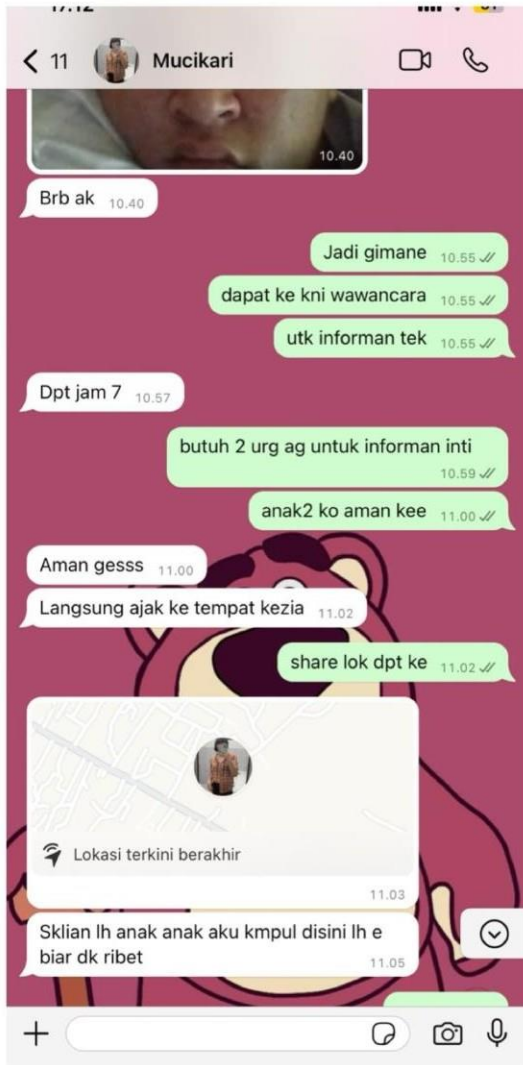 11 Mucikari
10.40
Brb ak 10.40
Jadi gimane 10.55
dapat ke kni wawancara 10.55
utk informan tek 10.55
Dpt jam 7 10.57
butuh 2 urg ag untuk informan inti
10.59
anak2 ko aman kee 11.00
Aman gesss 11.00
Langsung ajak ke tempat kezia 11.02
share lok dpt ke 11.02
Lokasi terkini berakhir
11.03
Sklian lh anak anak aku kmpul disini lh e
biar dk ribet 11.05